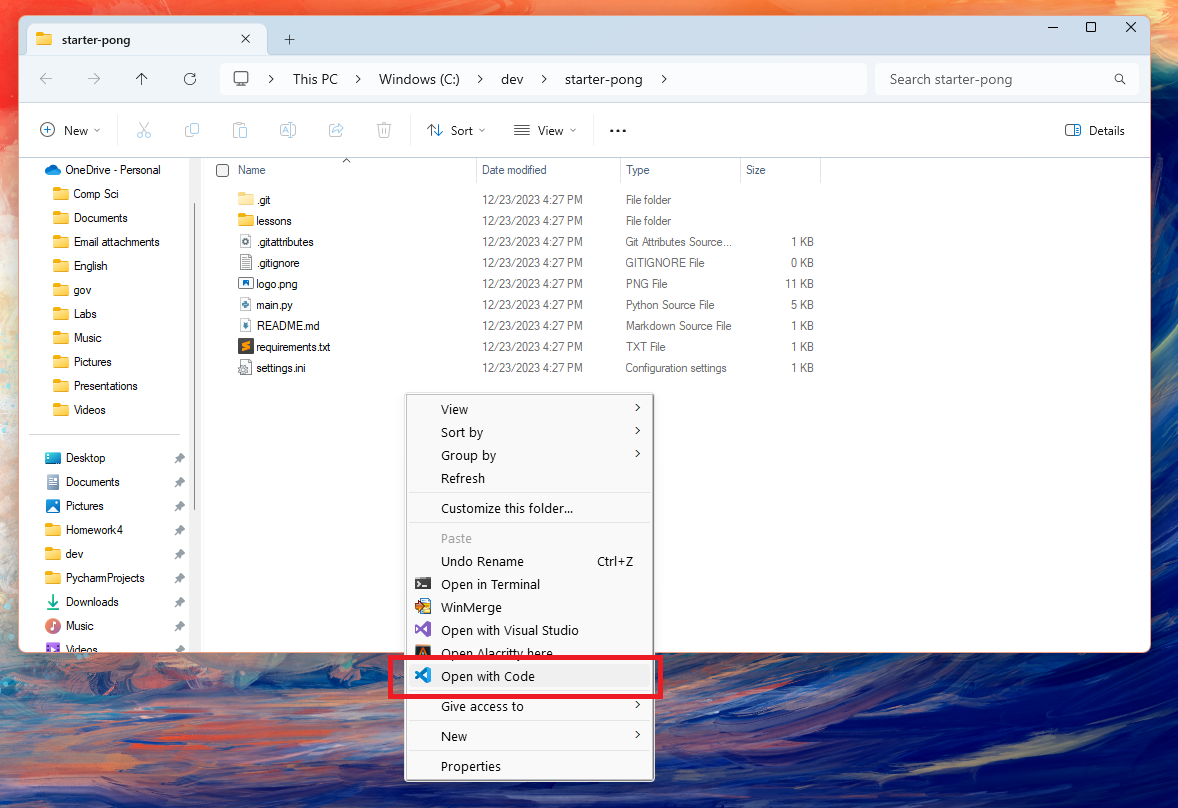 starter-pong
This PC Windows (C:) dev starter-pong
Search starter-pong
New Sort View Details
OneDrive - Personal
Comp Sci
Documents
Email attachments
English
gov
Labs
Music
Pictures
Presentations
Videos
Desktop
Documents
Pictures
Homework4
dev
PycharmProjects
Downloads
Music
Videos
Name Date modified Type Size
.git 12/23/2023 4:27 PM File folder
lessons 12/23/2023 4:27 PM File folder
.gitattributes 12/23/2023 4:27 PM Git Attributes Source... 1 KB
.gitignore 12/23/2023 4:27 PM GITIGNORE File 0 KB
logo.png 12/23/2023 4:27 PM PNG File 11 KB
main.py 12/23/2023 4:27 PM Python Source File 5 KB
README.md 12/23/2023 4:27 PM Markdown Source File 1 KB
requirements.txt 12/23/2023 4:27 PM TXT File 1 KB
settings.ini 12/23/2023 4:27 PM Configuration settings 1 KB
View
Sort by
Group by
Refresh
Customize this folder...
Paste
Undo Rename Ctrl+Z
Open in Terminal
WinMerge
Open with Visual Studio
Open Alacritty here
Open with Code
Give access to
New
Properties